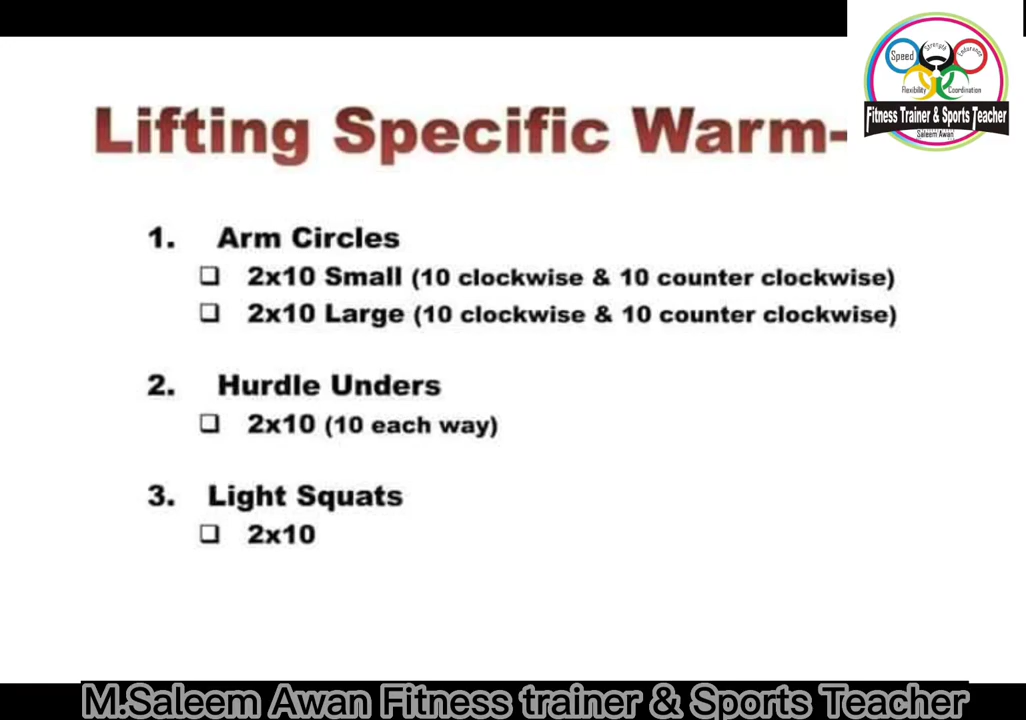 Lifting Specific Warm-
Speed
Strength
Endurance
Flexibility
Coordination
Fitness Trainer & Sports Teacher
Saleem Awan
1. Arm Circles
❑ 2x10 Small (10 clockwise & 10 counter clockwise)
❑ 2x10 Large (10 clockwise & 10 counter clockwise)
2. Hurdle Unders
❑ 2x10 (10 each way)
3. Light Squats
❑ 2x10
M.Saleem Awan Fitness trainer & Sports Teacher